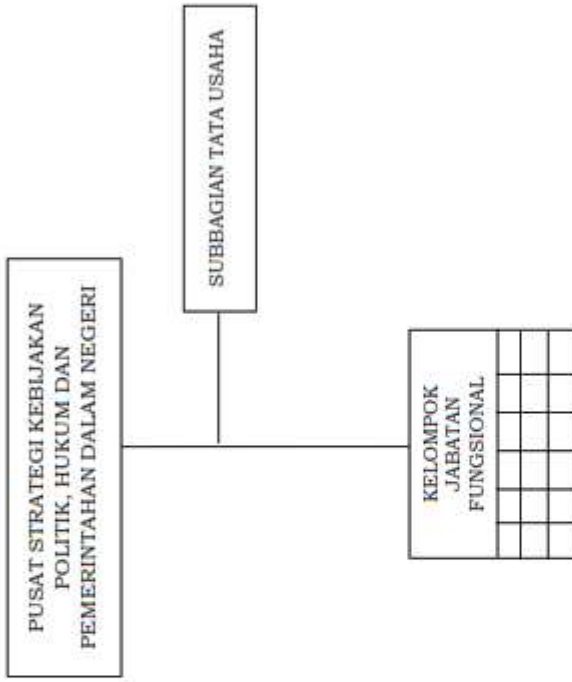 PUSAT STRATEGI KEBIJAKAN
POLITIK, HUKUM DAN
PEMERINTAHAN DALAM NEGERI
SUBBAGIAN TATA USAHA
KELOMPOK
JABATAN
FUNGSIONAL